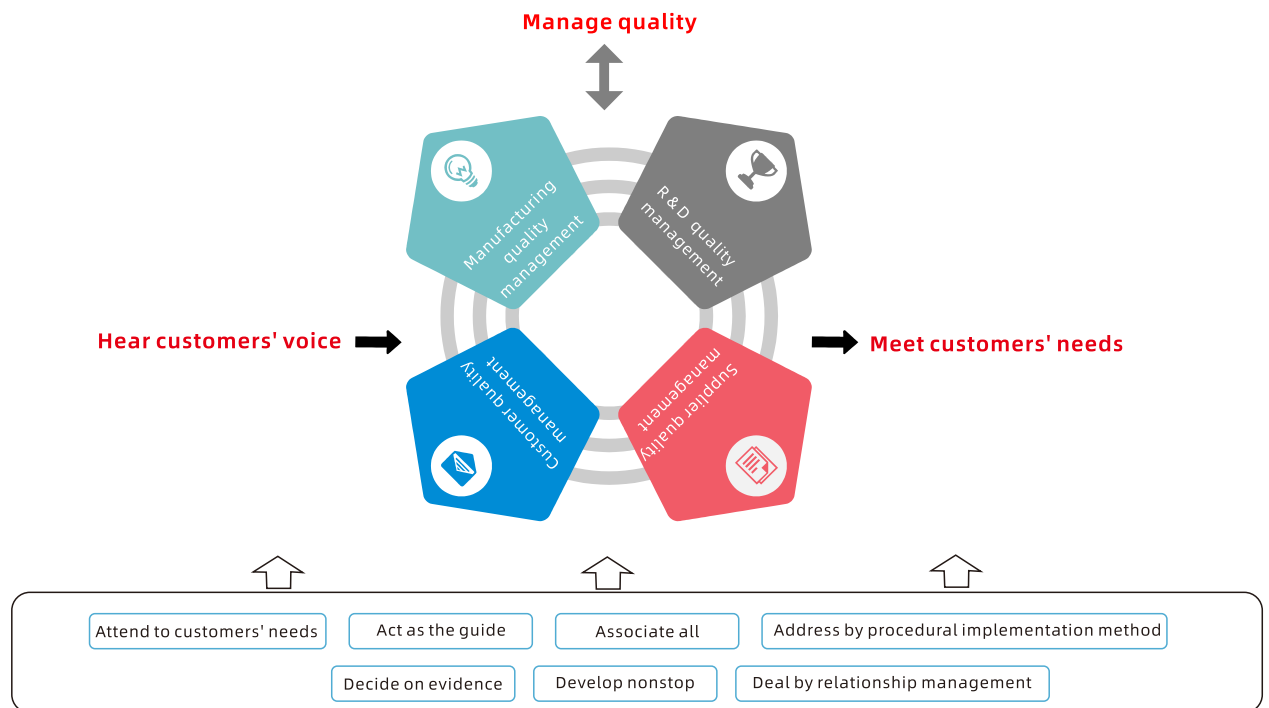 Manage quality
Manufacturing
quality
management
R&D quality
management
Hear customers' voice
Meet customers' needs
Customer quality
management
Supplier quality
management
Attend to customers' needs
Act as the guide
Associate all
Address by procedural implementation method
Decide on evidence
Develop nonstop
Deal by relationship management